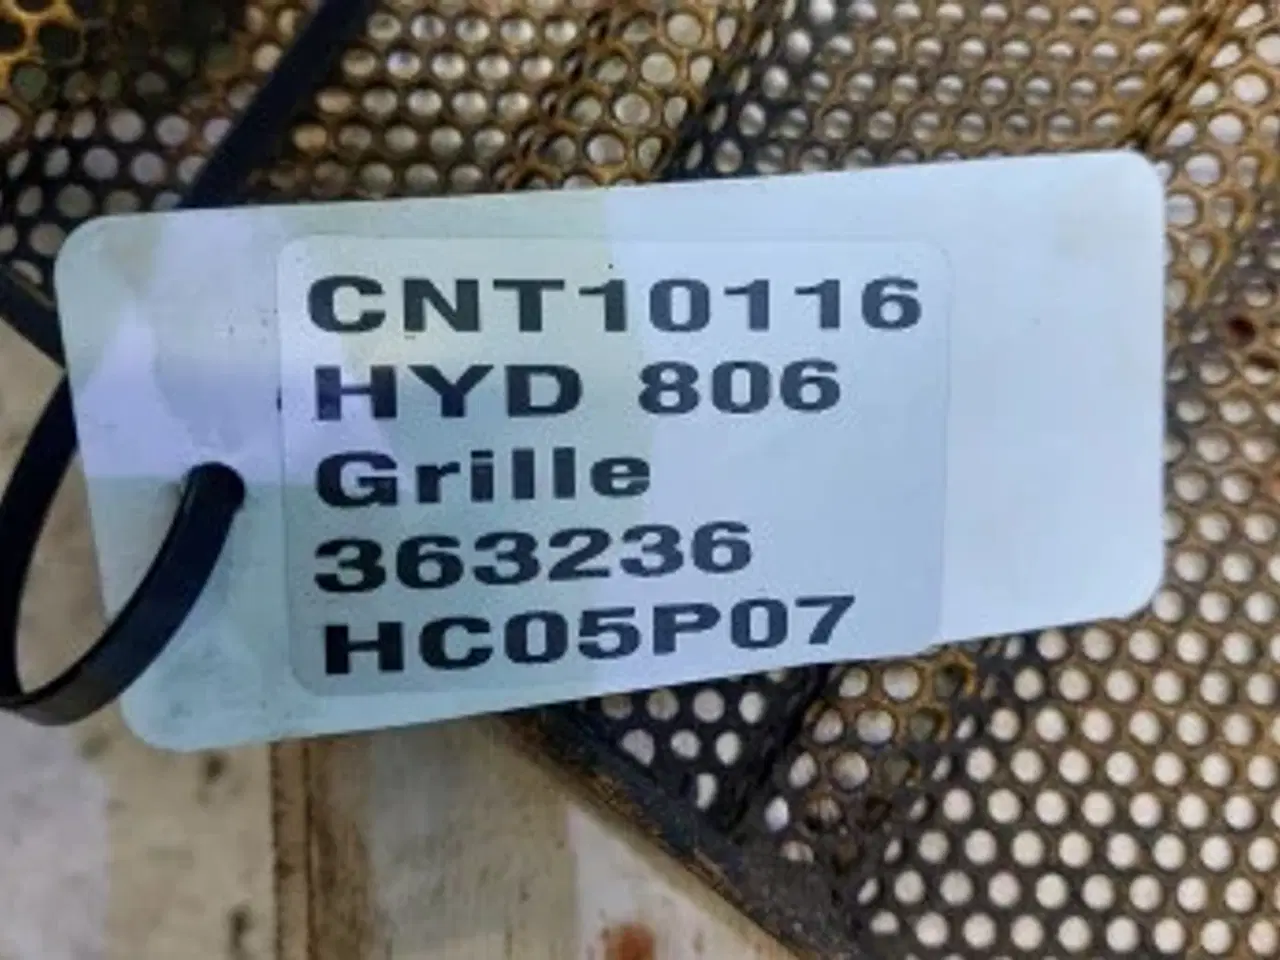 CNT10116
HYD 806
Grille
363236
HC05P07